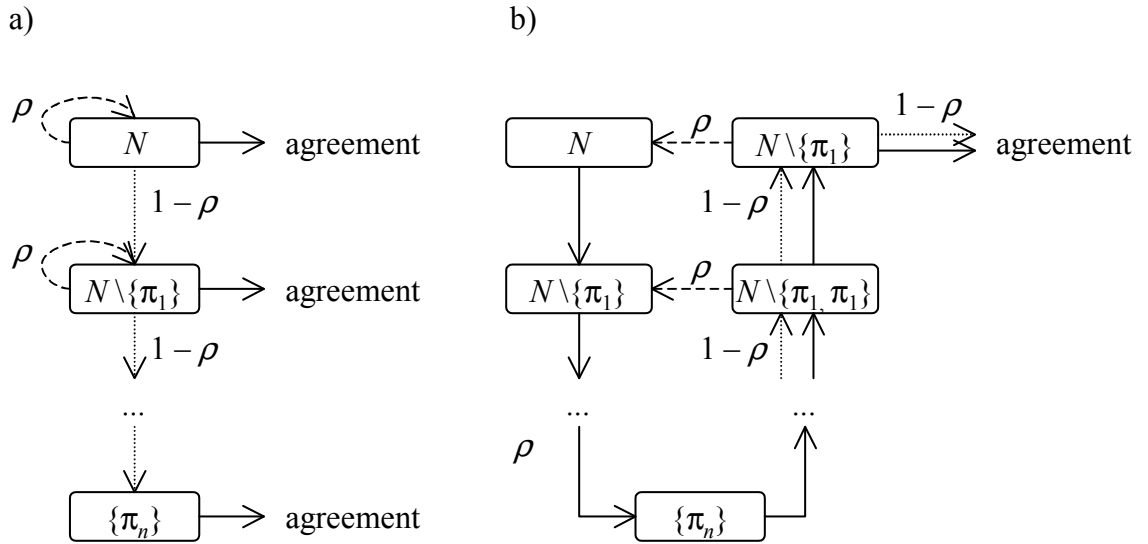 a)
b)
ρ
N
agreement
1 – ρ
ρ
N \{π1}
agreement
1 – ρ
...
{πn}
agreement
N
ρ
N \{π1}
1 – ρ
agreement
1 – ρ
N \{π1}
ρ
N \{π1, π1}
1 – ρ
...
...
ρ
{πn}